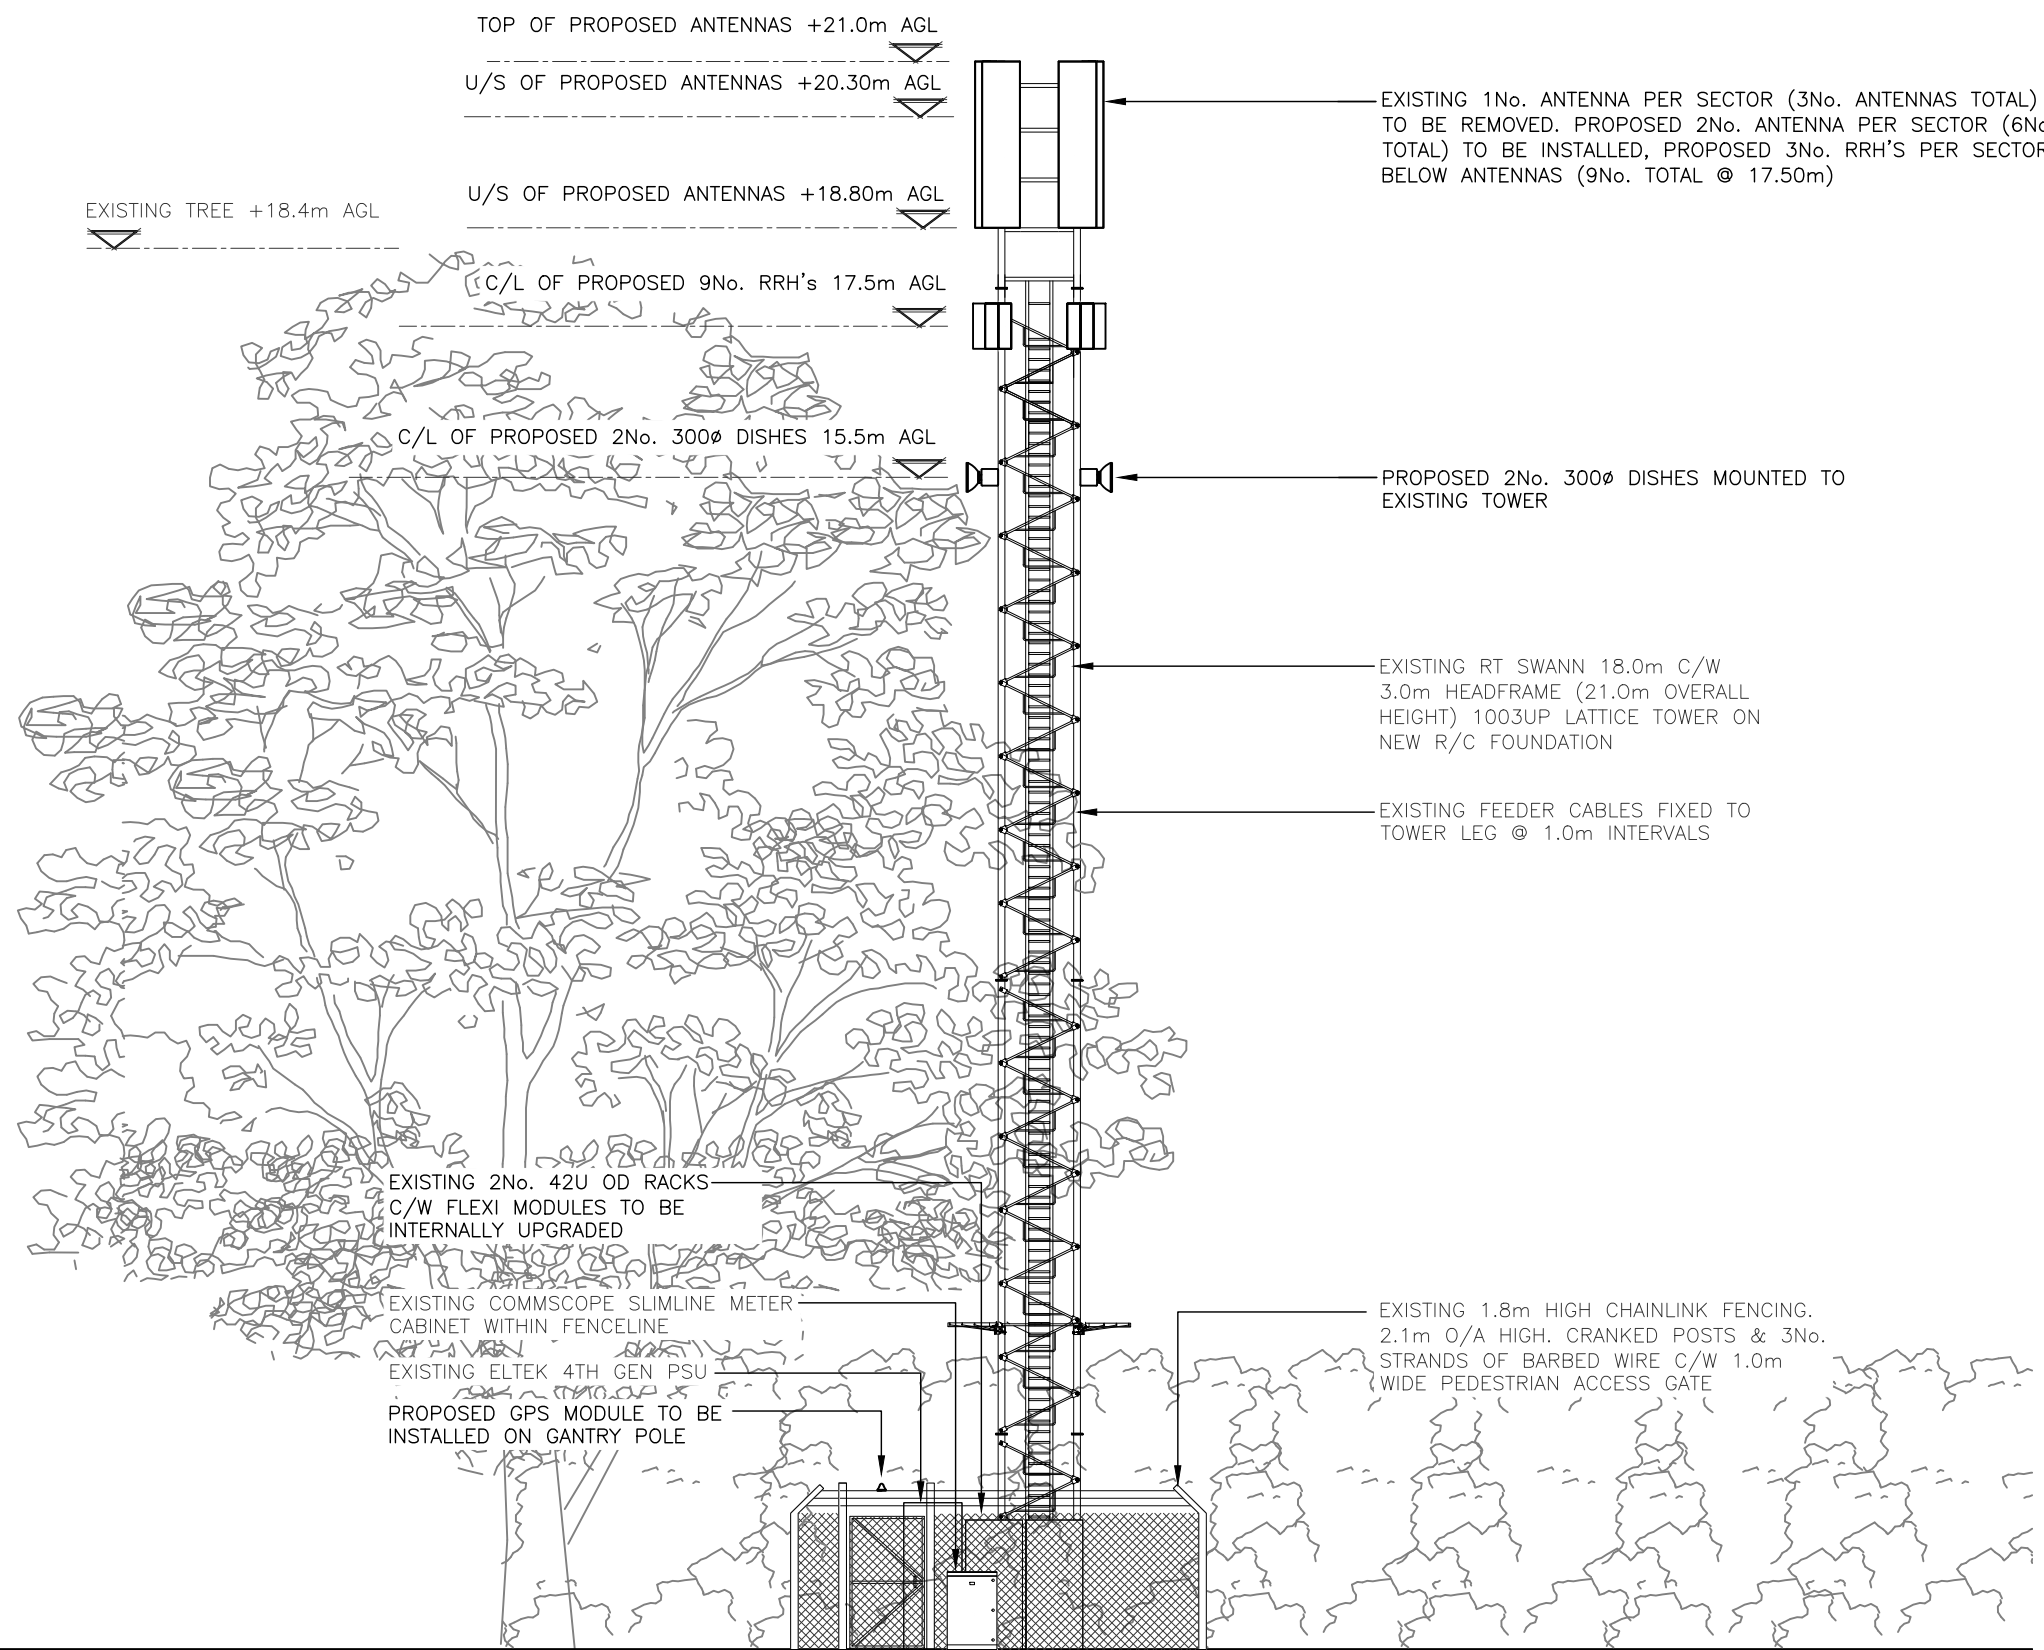 TOP OF PROPOSED ANTENNAS +21.0m AGL
U/S OF PROPOSED ANTENNAS +20.30m AGL
EXISTING 1No. ANTENNA PER SECTOR (3No. ANTENNAS TOTAL)
TO BE REMOVED. PROPOSED 2No. ANTENNA PER SECTOR (6No
TOTAL) TO BE INSTALLED, PROPOSED 3No. RRH'S PER SECTOR
BELOW ANTENNAS (9No. TOTAL @ 17.50m)
U/S OF PROPOSED ANTENNAS +18.80m AGL
EXISTING TREE +18.4m AGL
C/L OF PROPOSED 9No. RRH's 17.5m AGL
C/L OF PROPOSED 2No. 300ø DISHES 15.5m AGL
PROPOSED 2No. 300ø DISHES MOUNTED TO
EXISTING TOWER
EXISTING RT SWANN 18.0m C/W
3.0m HEADFRAME (21.0m OVERALL
HEIGHT) 1003UP LATTICE TOWER ON
NEW R/C FOUNDATION
EXISTING FEEDER CABLES FIXED TO
TOWER LEG @ 1.0m INTERVALS
EXISTING 2No. 42U OD RACKS
C/W FLEXI MODULES TO BE
INTERNALLY UPGRADED
EXISTING COMMSCOPE SLIMLINE METER
CABINET WITHIN FENCELINE
EXISTING ELTEK 4TH GEN PSU
PROPOSED GPS MODULE TO BE
INSTALLED ON GANTRY POLE
EXISTING 1.8m HIGH CHAINLINK FENCING.
2.1m O/A HIGH. CRANKED POSTS & 3No.
STRANDS OF BARBED WIRE C/W 1.0m
WIDE PEDESTRIAN ACCESS GATE